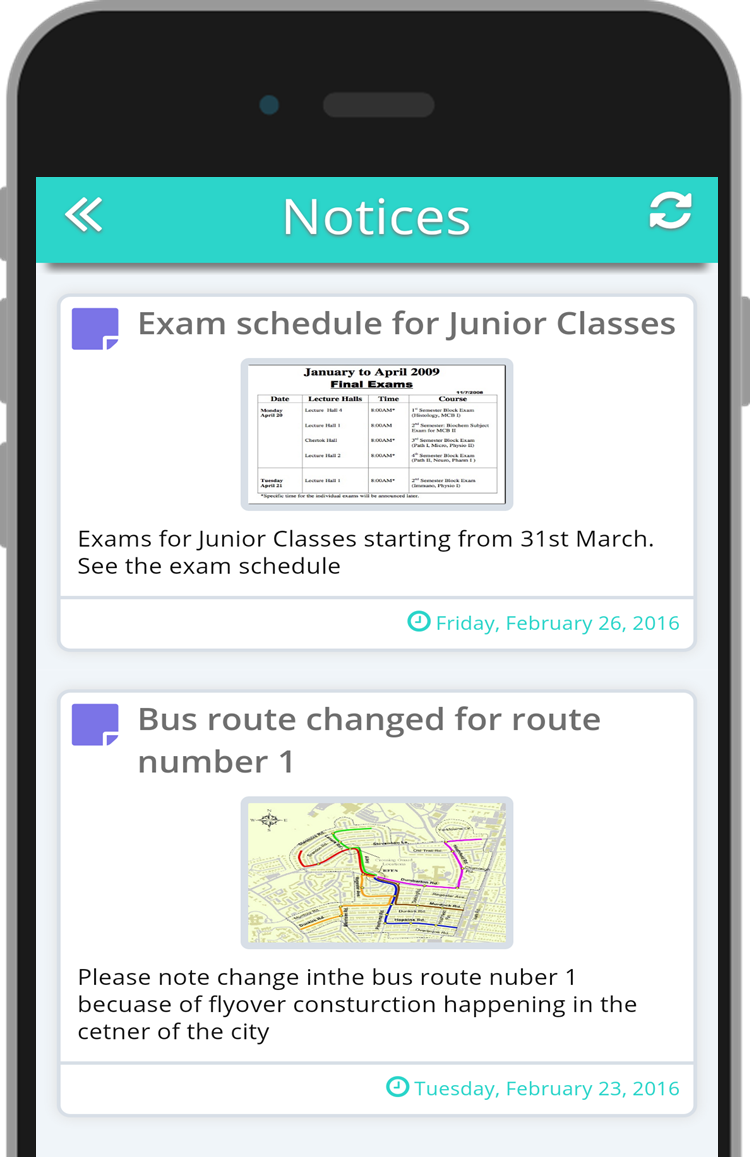 Notices
Exam schedule for Junior Classes
January to April 2009
Final Exams
11/7/2008
Date Lecture Halls Time Course
Monday Lecture Hall 4 8:00AM* 1st Semester Block Exam
April 20 (Histology, MCB I)
Lecture Hall 1 8:00AM 2nd Semester: Biochem Subject
Exam for MCB II
Chertok Hall 8:00AM* 3rd Semester Block Exam
(Path I, Micro, Physio II)
Lecture Hall 2 8:00AM* 4th Semester Block Exam
(Path II, Neuro, Pharm I)
Tuesday Lecture Hall 1 8:00AM* 2nd Semester Block Exam
April 21 (Immuno, Physio I)
*Specific time for the individual exams will be announced later.
Exams for Junior Classes starting from 31st March.
See the exam schedule
Friday, February 26, 2016
Bus route changed for route
number 1
Please note change inthe bus route nuber 1
becuase of flyover consturction happening in the
cetner of the city
Tuesday, February 23, 2016